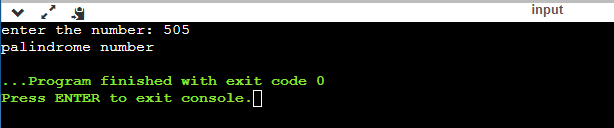 input
enter the number: 505
palindrome number
...Program finished with exit code 0
Press ENTER to exit console.